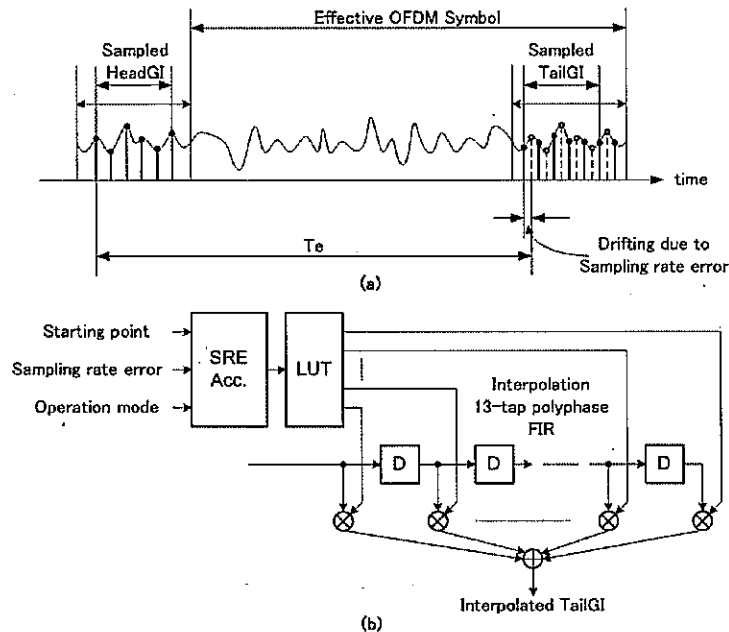 Effective OFDM Symbol
Sampled
HeadGI
Sampled
TailGI
time
Te
Drifting due to
Sampling rate error
(a)
Starting point
Sampling rate error
Operation mode
SRE
Acc.
LUT
Interpolation
13-tap polyphase
FIR
D
D
D
Interpolated TailGI
(b)